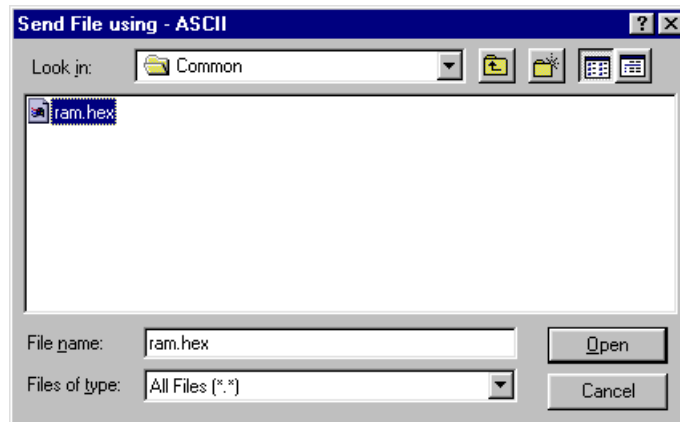 Send File using - ASCII
Look in: Common
ram.hex
File name: ram.hex Open
Files of type: All Files (*.*) Cancel